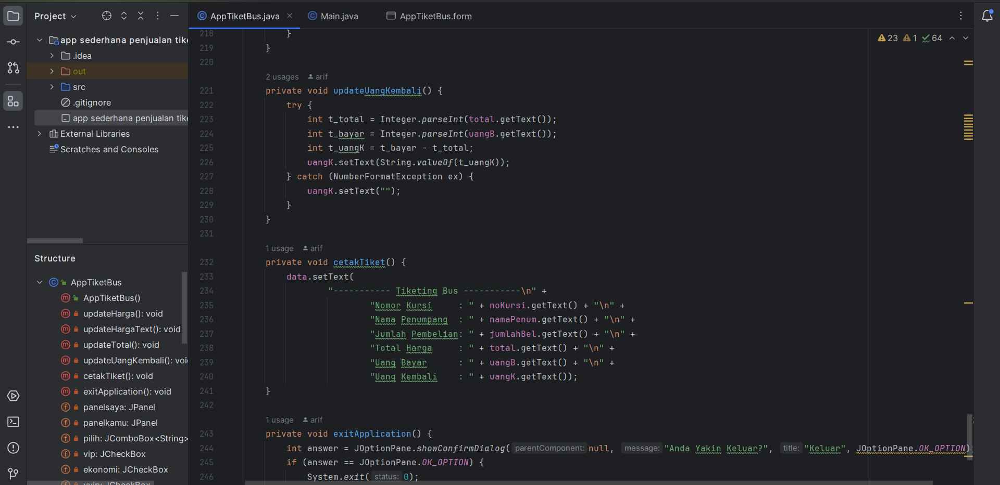 Project
AppTiketBus.java
Main.java
AppTiketBus.form
app sederhana penjualan tike
.idea
out
src
.gitignore
app sederhana penjualan tike
External Libraries
Scratches and Consoles
Structure
AppTiketBus
AppTiketBus()
updateHarga(): void
updateHargaText(): void
updateTotal(): void
updateUangKembali(): voi
cetakTiket(): void
exitApplication(): void
panelsaya: JPanel
panelkamu: JPanel
pilih: JComboBox<String>
vip: JCheckBox
ekonomi: JCheckBox
vvip: JCheckBox
23 1 64
218 }
219 }
220
2 usages arif
221 private void updateUangKembali() {
222 try {
223 int t_total = Integer.parseInt(total.getText());
224 int t_bayar = Integer.parseInt(uangB.getText());
225 int t_uangK = t_bayar - t_total;
226 uangK.setText(String.valueOf(t_uangK));
227 } catch (NumberFormatException ex) {
228 uangK.setText("");
229 }
230 }
231
1 usage arif
232 private void cetakTiket() {
233 data.setText(
234 "----------- Tiketing Bus -----------\n" +
235 "Nomor Kursi     : " + noKursi.getText() + "\n" +
236 "Nama Penumpang  : " + namaPenum.getText() + "\n" +
237 "Jumlah Pembelian: " + jumlahBel.getText() + "\n" +
238 "Total Harga     : " + total.getText() + "\n" +
239 "Uang Bayar      : " + uangB.getText() + "\n" +
240 "Uang Kembali    : " + uangK.getText());
241 }
242
1 usage arif
243 private void exitApplication() {
244 int answer = JOptionPane.showConfirmDialog( parentComponent: null, message: "Anda Yakin Keluar?", title: "Keluar", JOptionPane.OK_OPTION)
245 if (answer == JOptionPane.OK_OPTION) {
246 System.exit( status: 0);